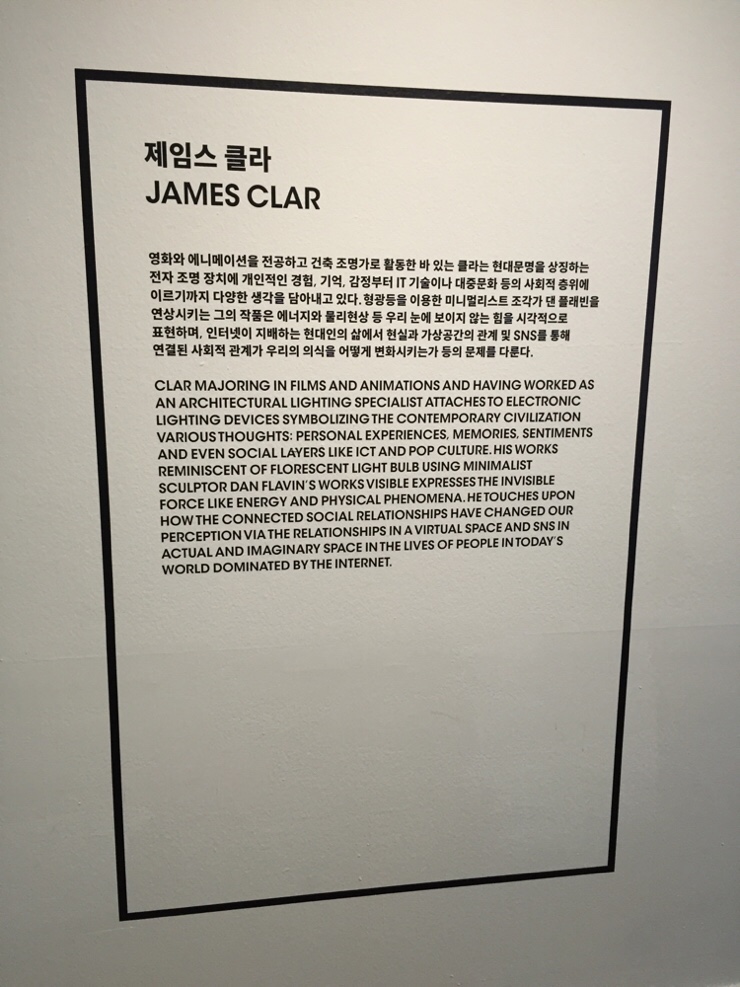 제임스 클라
JAMES CLAR
영화와 에니메이션을 전공하고 건축 조명가로 활동한 바 있는 클라는 현대문명을 상징하는
전자 조명 장치에 개인적인 경험, 기억, 감정부터 IT 기술이나 대중문화 등의 사회적 층위에
이르기까지 다양한 생각을 담아내고 있다. 형광등을 이용한 미니멀리스트 조각가 댄 플래빈을
연상시키는 그의 작품은 에너지와 물리현상 등 우리 눈에 보이지 않는 힘을 시각적으로
표현하며, 인터넷이 지배하는 현대인의 삶에서 현실과 가상공간의 관계 및 SNS를 통해
연결된 사회적 관계가 우리의 의식을 어떻게 변화시키는가 등의 문제를 다룬다.
CLAR MAJORING IN FILMS AND ANIMATIONS AND HAVING WORKED AS
AN ARCHITECTURAL LIGHTING SPECIALIST ATTACHES TO ELECTRONIC
LIGHTING DEVICES SYMBOLIZING THE CONTEMPORARY CIVILIZATION
VARIOUS THOUGHTS: PERSONAL EXPERIENCES, MEMORIES, SENTIMENTS
AND EVEN SOCIAL LAYERS LIKE ICT AND POP CULTURE. HIS WORKS
REMINISCENT OF FLORESCENT LIGHT BULB USING MINIMALIST
SCULPTOR DAN FLAVIN'S WORKS VISIBLE EXPRESSES THE INVISIBLE
FORCE LIKE ENERGY AND PHYSICAL PHENOMENA. HE TOUCHES UPON
HOW THE CONNECTED SOCIAL RELATIONSHIPS HAVE CHANGED OUR
PERCEPTION VIA THE RELATIONSHIPS IN A VIRTUAL SPACE AND SNS IN
ACTUAL AND IMAGINARY SPACE IN THE LIVES OF PEOPLE IN TODAY'S
WORLD DOMINATED BY THE INTERNET.